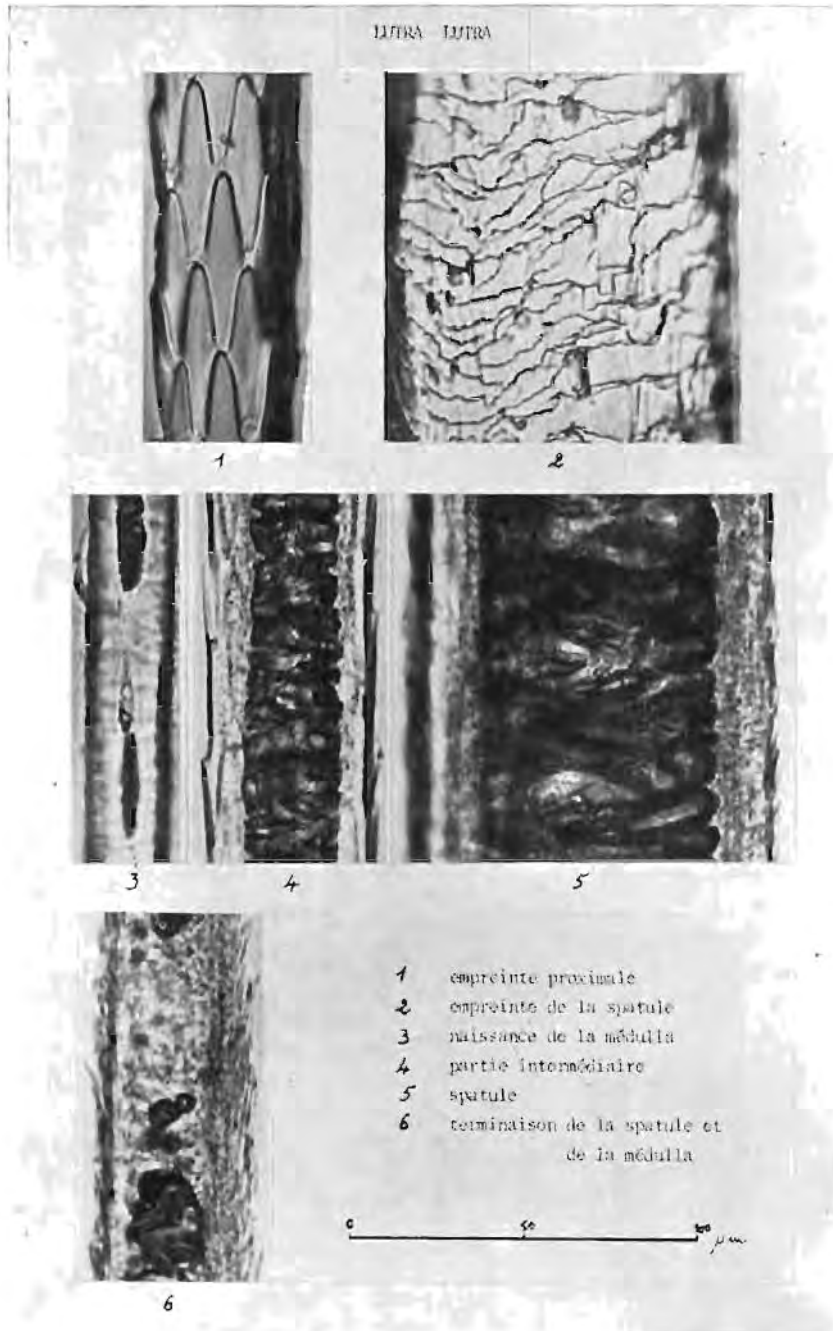 LUTRA LUTRA
1
2
3
4
5
1 empreinte proximale
2 empreinte de la spatule
3 naissance de la médulla
4 partie intermédiaire
5 spatule
6 terminaison de la spatule et
de la médulla
0 50 100 µm
6